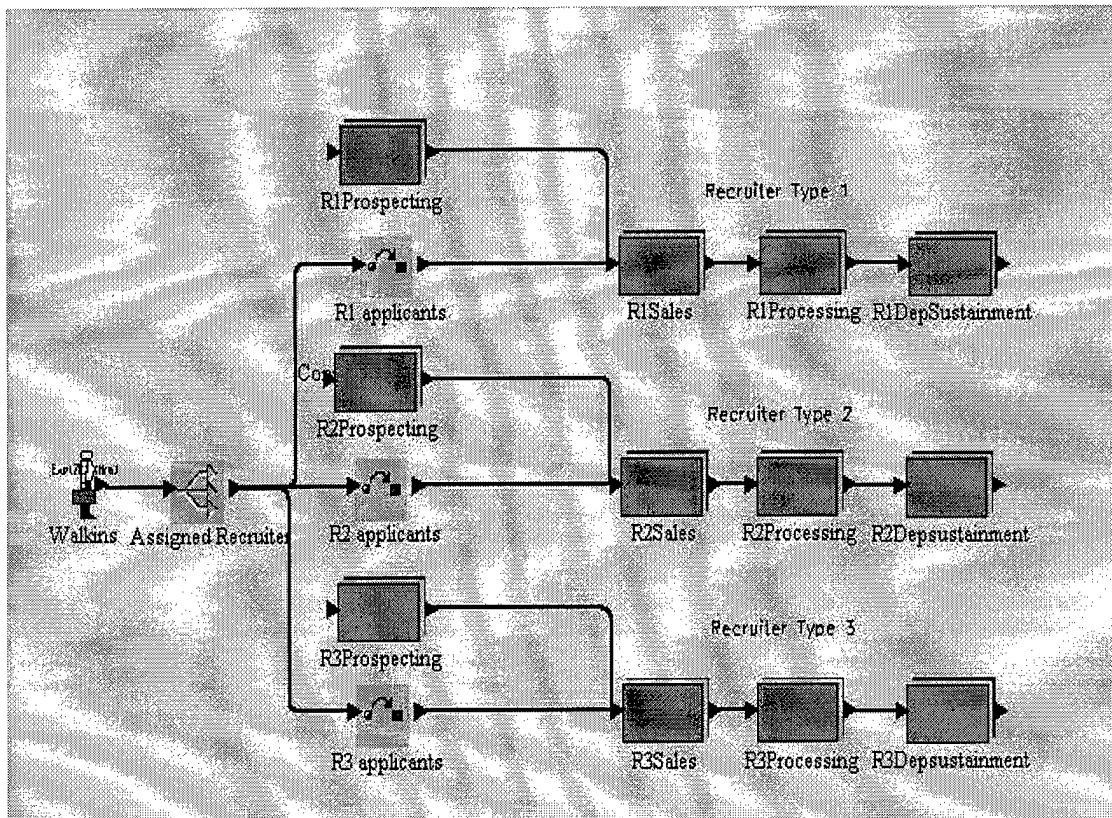 R1Prospecting
Recruiter Type 1
R1 applicants
R1Sales
R1Processing
R1DepSustainment
R2Prospecting
Recruiter Type 2
Walkins
Assigned Recruiter
R2 applicants
R2Sales
R2Processing
R2Depsustainment
R3Prospecting
Recruiter Type 3
R3 applicants
R3Sales
R3Processing
R3Depsustainment